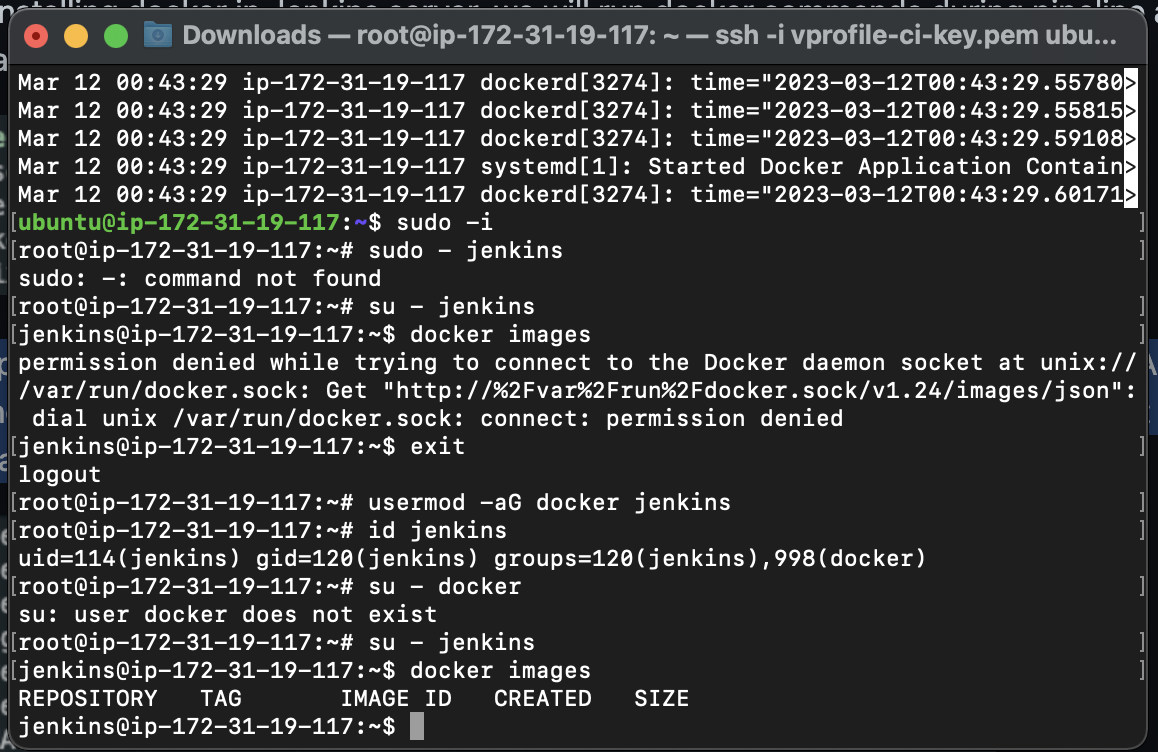 nstalling docker in Jenkins server we will run docker commands during pipeline a
Downloads — root@ip-172-31-19-117: ~ — ssh -i vprofile-ci-key.pem ubu...
Mar 12 00:43:29 ip-172-31-19-117 dockerd[3274]: time="2023-03-12T00:43:29.55780>
Mar 12 00:43:29 ip-172-31-19-117 dockerd[3274]: time="2023-03-12T00:43:29.55815>
Mar 12 00:43:29 ip-172-31-19-117 dockerd[3274]: time="2023-03-12T00:43:29.59108>
Mar 12 00:43:29 ip-172-31-19-117 systemd[1]: Started Docker Application Contain>
Mar 12 00:43:29 ip-172-31-19-117 dockerd[3274]: time="2023-03-12T00:43:29.60171>
[ubuntu@ip-172-31-19-117:~$ sudo -i ]
[root@ip-172-31-19-117:~# sudo - jenkins ]
sudo: -: command not found
[root@ip-172-31-19-117:~# su - jenkins ]
[jenkins@ip-172-31-19-117:~$ docker images ]
permission denied while trying to connect to the Docker daemon socket at unix://
/var/run/docker.sock: Get "http://%2Fvar%2Frun%2Fdocker.sock/v1.24/images/json":
 dial unix /var/run/docker.sock: connect: permission denied
[jenkins@ip-172-31-19-117:~$ exit ]
logout
[root@ip-172-31-19-117:~# usermod -aG docker jenkins ]
[root@ip-172-31-19-117:~# id jenkins ]
uid=114(jenkins) gid=120(jenkins) groups=120(jenkins),998(docker)
[root@ip-172-31-19-117:~# su - docker ]
su: user docker does not exist
[root@ip-172-31-19-117:~# su - jenkins ]
[jenkins@ip-172-31-19-117:~$ docker images ]
REPOSITORY   TAG       IMAGE ID   CREATED   SIZE
jenkins@ip-172-31-19-117:~$